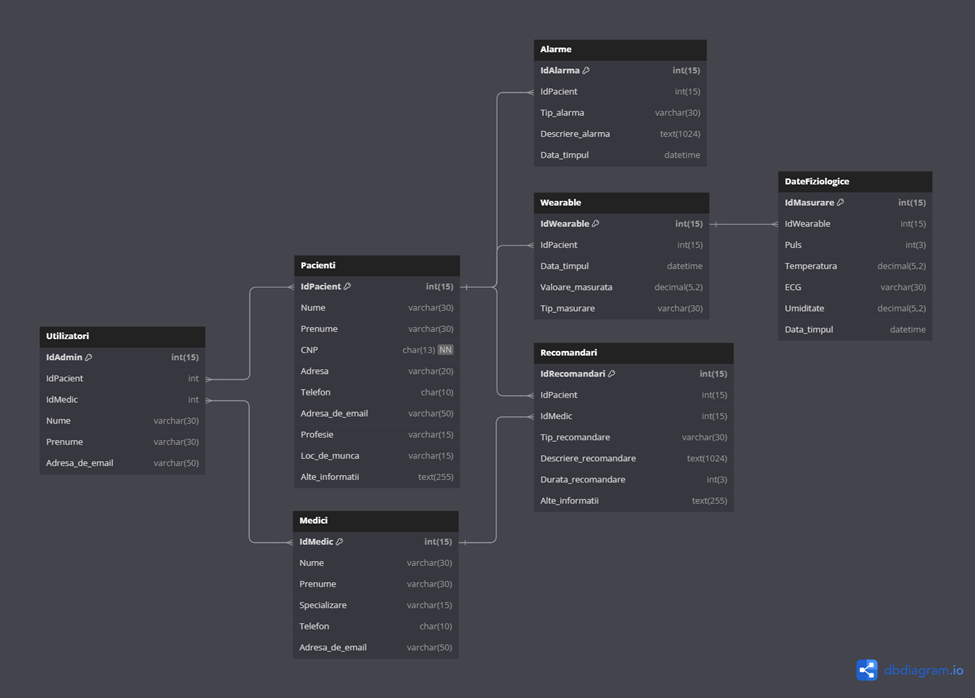 Alarme
IdAlarma int(15)
IdPacient int(15)
Tip_alarma varchar(30)
Descriere_alarma text(1024)
Data_timpul datetime
Wearable
IdWearable int(15)
IdPacient int(15)
Data_timpul datetime
Valoare_masurata decimal(5,2)
Tip_masurare varchar(30)
DateFiziologice
IdMasurare int(15)
IdWearable int(15)
Puls int(3)
Temperatura decimal(5,2)
ECG varchar(30)
Umiditate decimal(5,2)
Data_timpul datetime
Pacienti
IdPacient int(15)
Nume varchar(30)
Prenume varchar(30)
CNP char(13) NN
Adresa varchar(20)
Telefon char(10)
Adresa_de_email varchar(50)
Profesie varchar(15)
Loc_de_munca varchar(15)
Alte_informatii text(255)
Utilizatori
IdAdmin int(15)
IdPacient int
IdMedic int
Nume varchar(30)
Prenume varchar(30)
Adresa_de_email varchar(50)
Recomandari
IdRecomandari int(15)
IdPacient int(15)
IdMedic int(15)
Tip_recomandare varchar(30)
Descriere_recomandare text(1024)
Durata_recomandare int(3)
Alte_informatii text(255)
Medici
IdMedic int(15)
Nume varchar(30)
Prenume varchar(30)
Specializare varchar(15)
Telefon char(10)
Adresa_de_email varchar(50)
dbdiagram.io